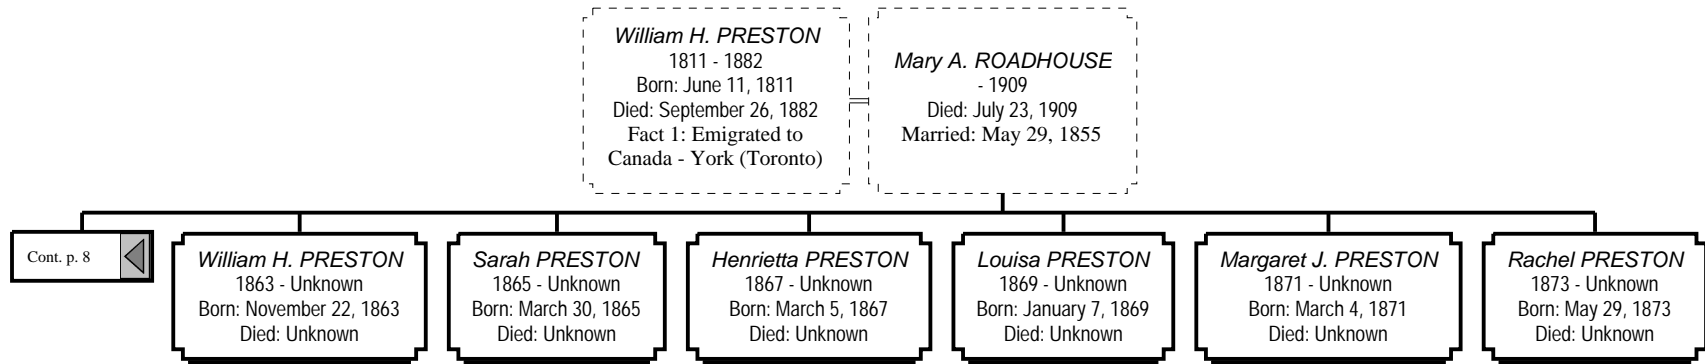 William H. PRESTON
1811 - 1882
Born: June 11, 1811
Died: September 26, 1882
Fact 1: Emigrated to
Canada - York (Toronto)
Mary A. ROADHOUSE
- 1909
Died: July 23, 1909
Married: May 29, 1855
Cont. p. 8
William H. PRESTON
1863 - Unknown
Born: November 22, 1863
Died: Unknown
Sarah PRESTON
1865 - Unknown
Born: March 30, 1865
Died: Unknown
Henrietta PRESTON
1867 - Unknown
Born: March 5, 1867
Died: Unknown
Louisa PRESTON
1869 - Unknown
Born: January 7, 1869
Died: Unknown
Margaret J. PRESTON
1871 - Unknown
Born: March 4, 1871
Died: Unknown
Rachel PRESTON
1873 - Unknown
Born: May 29, 1873
Died: Unknown